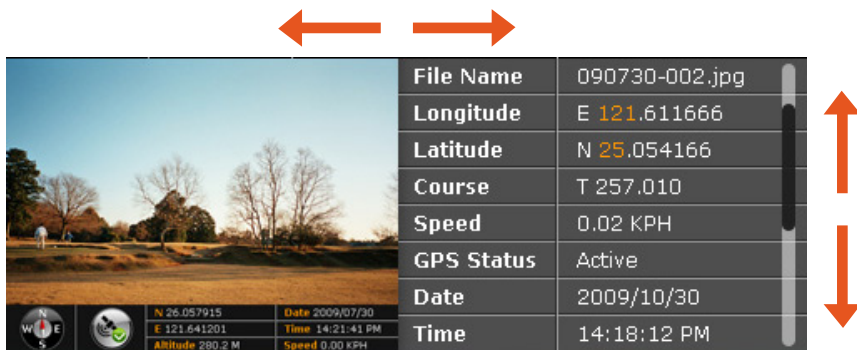 File Name 090730-002.jpg
Longitude E 121.611666
Latitude N 25.054166
Course T 257.010
Speed 0.02 KPH
GPS Status Active
Date 2009/10/30
Time 14:18:12 PM
N
W E
S
N 26.057915 Date 2009/07/30
E 121.641201 Time 14:21:41 PM
Altitude 280.2 M Speed 0.00 KPH